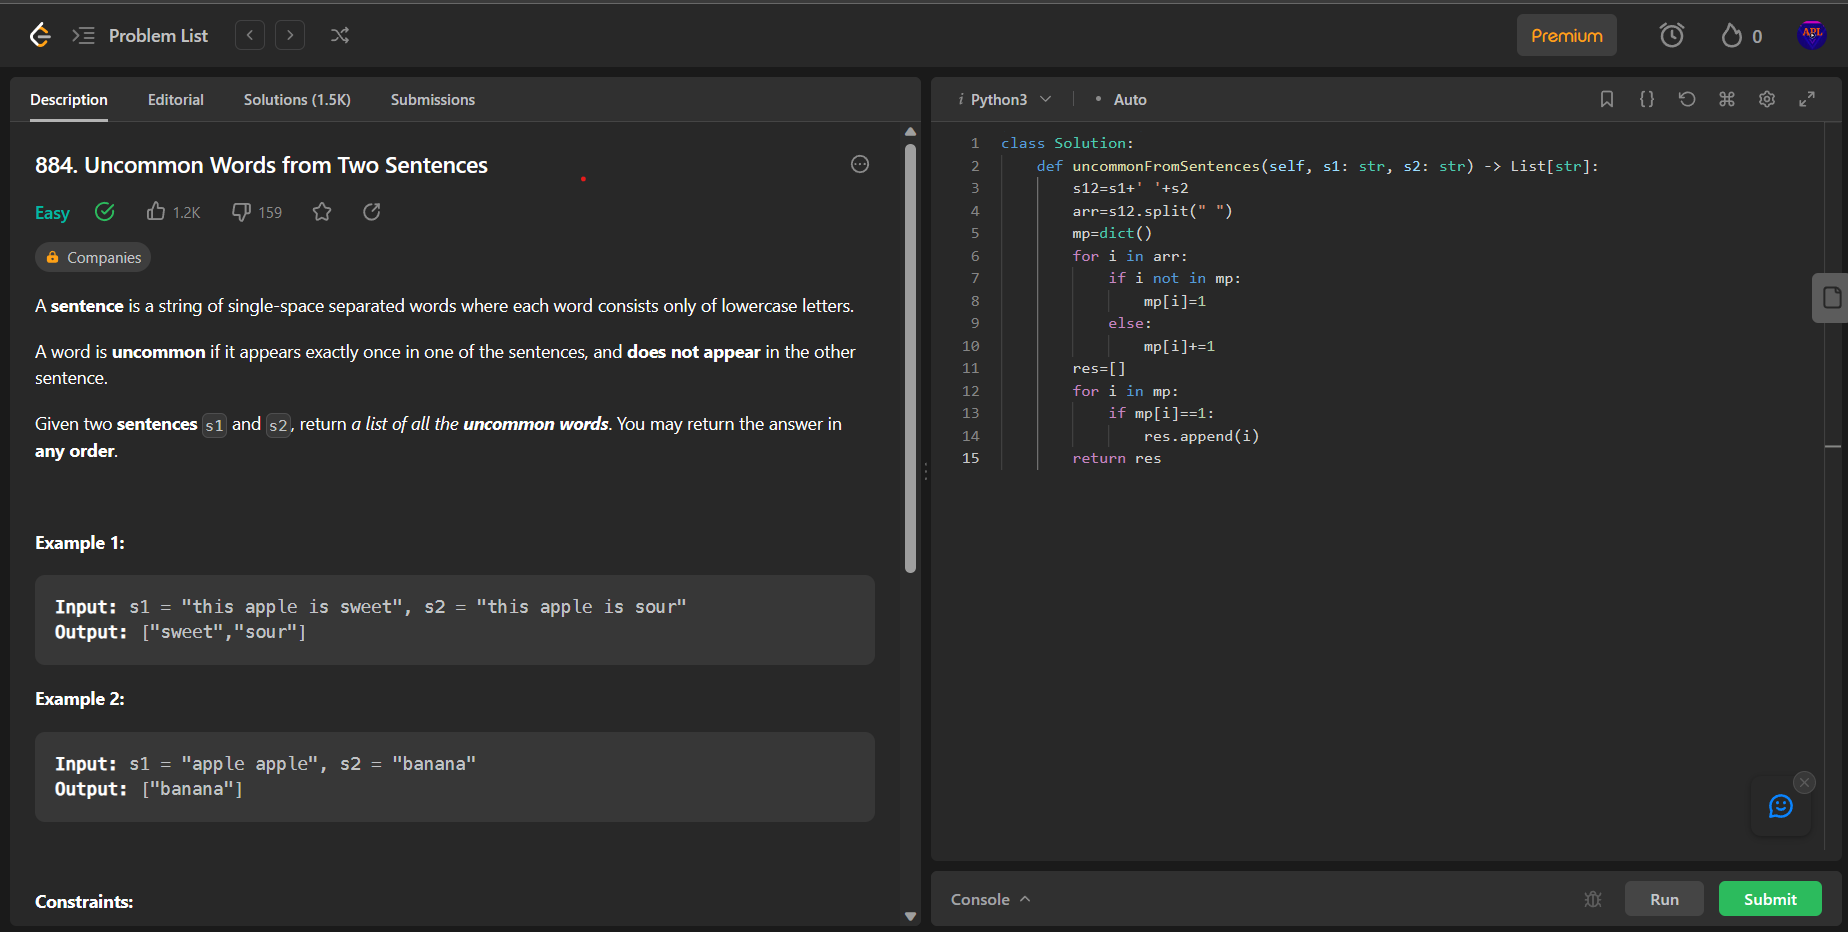 Problem List
Premium
0
APL
Description Editorial Solutions (1.5K) Submissions
884. Uncommon Words from Two Sentences
Easy 1.2K 159
Companies
A sentence is a string of single-space separated words where each word consists only of lowercase letters.
A word is uncommon if it appears exactly once in one of the sentences, and does not appear in the other
sentence.
Given two sentences s1 and s2, return a list of all the uncommon words. You may return the answer in
any order.
Example 1:
Input: s1 = "this apple is sweet", s2 = "this apple is sour"
Output: ["sweet","sour"]
Example 2:
Input: s1 = "apple apple", s2 = "banana"
Output: ["banana"]
Constraints:
i Python3 • Auto
1 class Solution:
2 def uncommonFromSentences(self, s1: str, s2: str) -> List[str]:
3 s12=s1+' '+s2
4 arr=s12.split(" ")
5 mp=dict()
6 for i in arr:
7 if i not in mp:
8 mp[i]=1
9 else:
10 mp[i]+=1
11 res=[]
12 for i in mp:
13 if mp[i]==1:
14 res.append(i)
15 return res
Console
Run
Submit